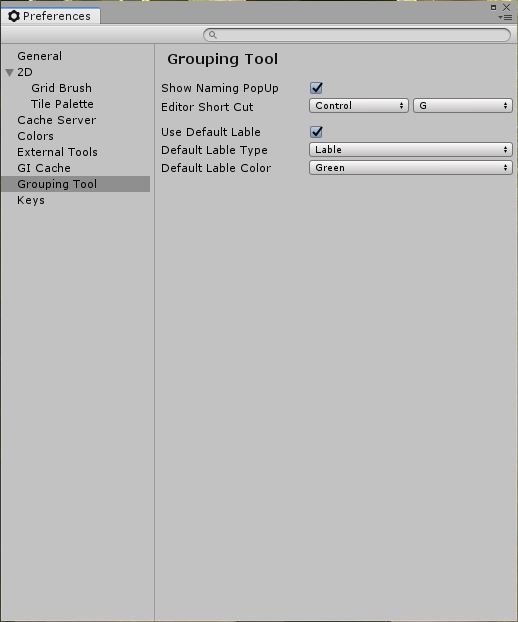 Preferences
General
2D
Grid Brush
Tile Palette
Cache Server
Colors
External Tools
GI Cache
Grouping Tool
Keys
Grouping Tool
Show Naming PopUp
Editor Short Cut Control G
Use Default Lable
Default Lable Type Lable
Default Lable Color Green